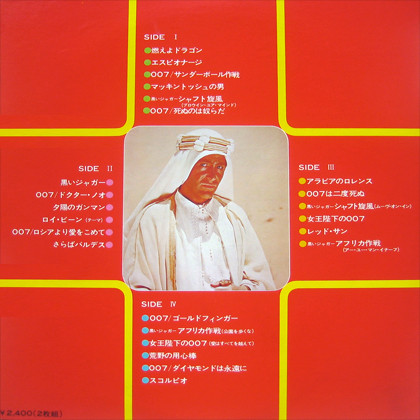 SIDE I
燃えよドラゴン
エスピオナージ
007/サンダーボール作戦
マッキントッシュの男
黒いジャガー シャフト旋風
(ブロウイン・ユア・マインド)
007/死ぬのは奴らだ
SIDE II
黒いジャガー
007/ドクター・ノオ
夕陽のガンマン
ロイ・ビーン(テーマ)
007/ロシアより愛をこめて
さらばバルデス
SIDE III
アラビアのロレンス
007は二度死ぬ
黒いジャガー シャフト旋風(ムーヴ・オン・イン)
女王陛下の007
レッド・サン
黒いジャガー アフリカ作戦
(アー・ユー・マン・イナーフ)
SIDE IV
007/ゴールドフィンガー
黒いジャガー アフリカ作戦(公園を歩くな)
女王陛下の007(愛はすべてを越えて)
荒野の用心棒
007/ダイヤモンドは永遠に
スコルピオ
¥2,400(2枚組)